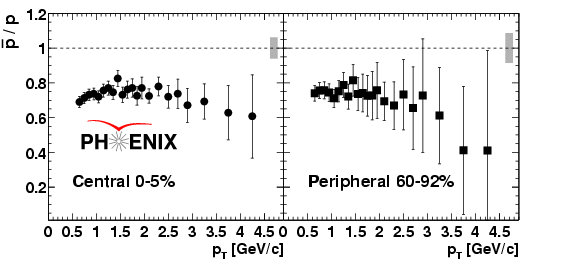 p̅ / p
1.2
1
0.8
0.6
0.4
0.2
PHENIX
Central 0-5%
Peripheral 60-92%
0 0.5 1 1.5 2 2.5 3 3.5 4 4.5 0 0.5 1 1.5 2 2.5 3 3.5 4 4.5
pT [GeV/c] pT [GeV/c]